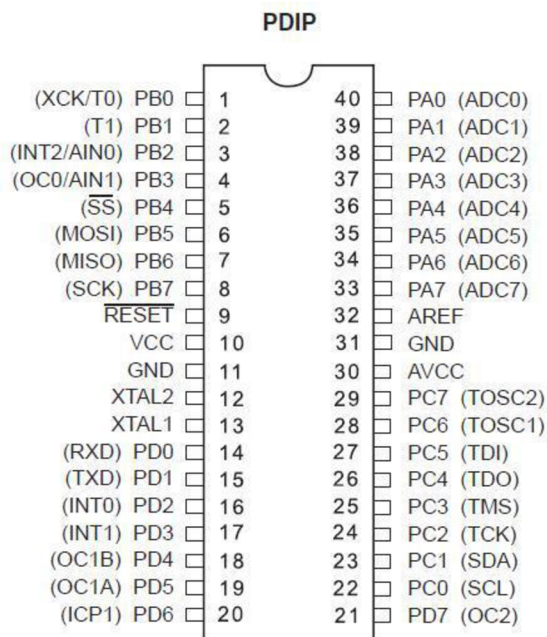 PDIP
(XCK/T0) PB0 1 40 PA0 (ADC0)
(T1) PB1 2 39 PA1 (ADC1)
(INT2/AIN0) PB2 3 38 PA2 (ADC2)
(OC0/AIN1) PB3 4 37 PA3 (ADC3)
(SS) PB4 5 36 PA4 (ADC4)
(MOSI) PB5 6 35 PA5 (ADC5)
(MISO) PB6 7 34 PA6 (ADC6)
(SCK) PB7 8 33 PA7 (ADC7)
RESET 9 32 AREF
VCC 10 31 GND
GND 11 30 AVCC
XTAL2 12 29 PC7 (TOSC2)
XTAL1 13 28 PC6 (TOSC1)
(RXD) PD0 14 27 PC5 (TDI)
(TXD) PD1 15 26 PC4 (TDO)
(INT0) PD2 16 25 PC3 (TMS)
(INT1) PD3 17 24 PC2 (TCK)
(OC1B) PD4 18 23 PC1 (SDA)
(OC1A) PD5 19 22 PC0 (SCL)
(ICP1) PD6 20 21 PD7 (OC2)